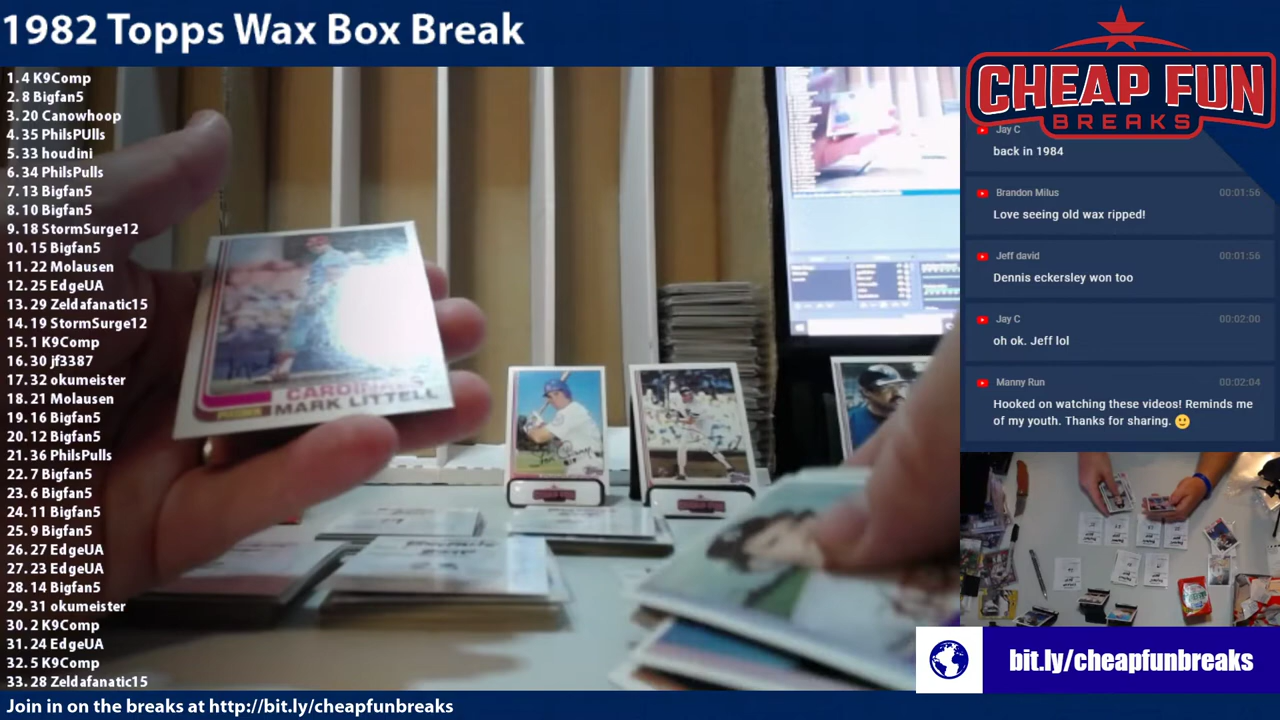 1982 Topps Wax Box Break
1. 4 K9Comp
2. 8 Bigfan5
3. 20 Canowhoop
4. 35 PhilsPUlls
5. 33 houdini
6. 34 PhilsPulls
7. 13 Bigfan5
8. 10 Bigfan5
9. 18 StormSurge12
10. 15 Bigfan5
11. 22 Molausen
12. 25 EdgeUA
13. 29 Zeldafanatic15
14. 19 StormSurge12
15. 1 K9Comp
16. 30 jf3387
17. 32 okumeister
18. 21 Molausen
19. 16 Bigfan5
20. 12 Bigfan5
21. 36 PhilsPulls
22. 7 Bigfan5
23. 6 Bigfan5
24. 11 Bigfan5
25. 9 Bigfan5
26. 27 EdgeUA
27. 23 EdgeUA
28. 14 Bigfan5
29. 31 okumeister
30. 2 K9Comp
31. 24 EdgeUA
32. 5 K9Comp
33. 28 Zeldafanatic15
Join in on the breaks at http://bit.ly/cheapfunbreaks
CARDINALS
PITCHER MARK LITTELL
CHEAP FUN
BREAKS
Jay C
back in 1984
Brandon Milus 00:01:56
Love seeing old wax ripped!
Jeff david 00:01:56
Dennis eckersley won too
Jay C 00:02:00
oh ok. Jeff lol
Manny Run 00:02:04
Hooked on watching these videos! Reminds me
of my youth. Thanks for sharing. 🙂
bit.ly/cheapfunbreaks